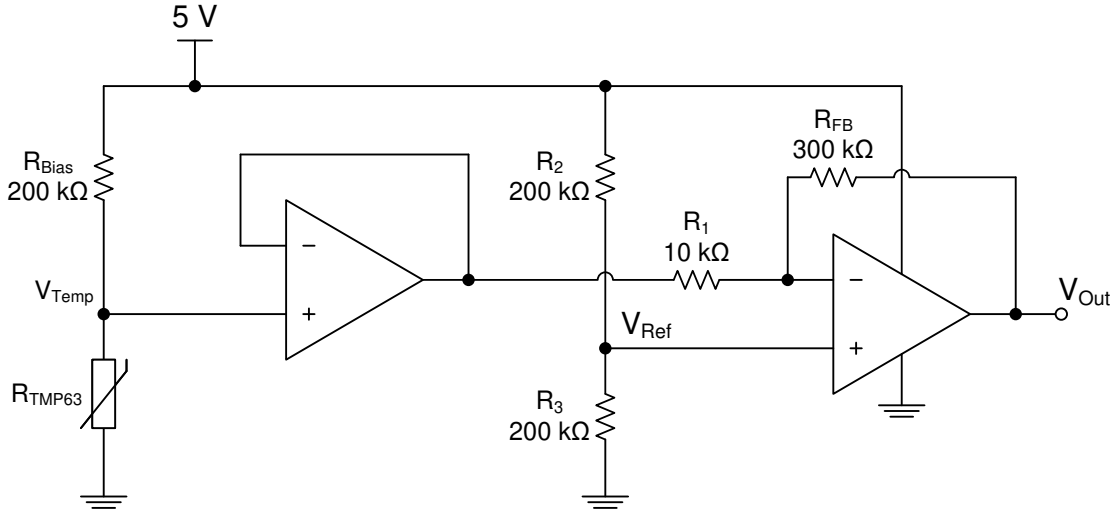 5 V
R_Bias
200 kΩ
R_2
200 kΩ
R_FB
300 kΩ
R_1
10 kΩ
−
+
V_Temp
R_TMP63
V_Ref
−
+
V_Out
R_3
200 kΩ